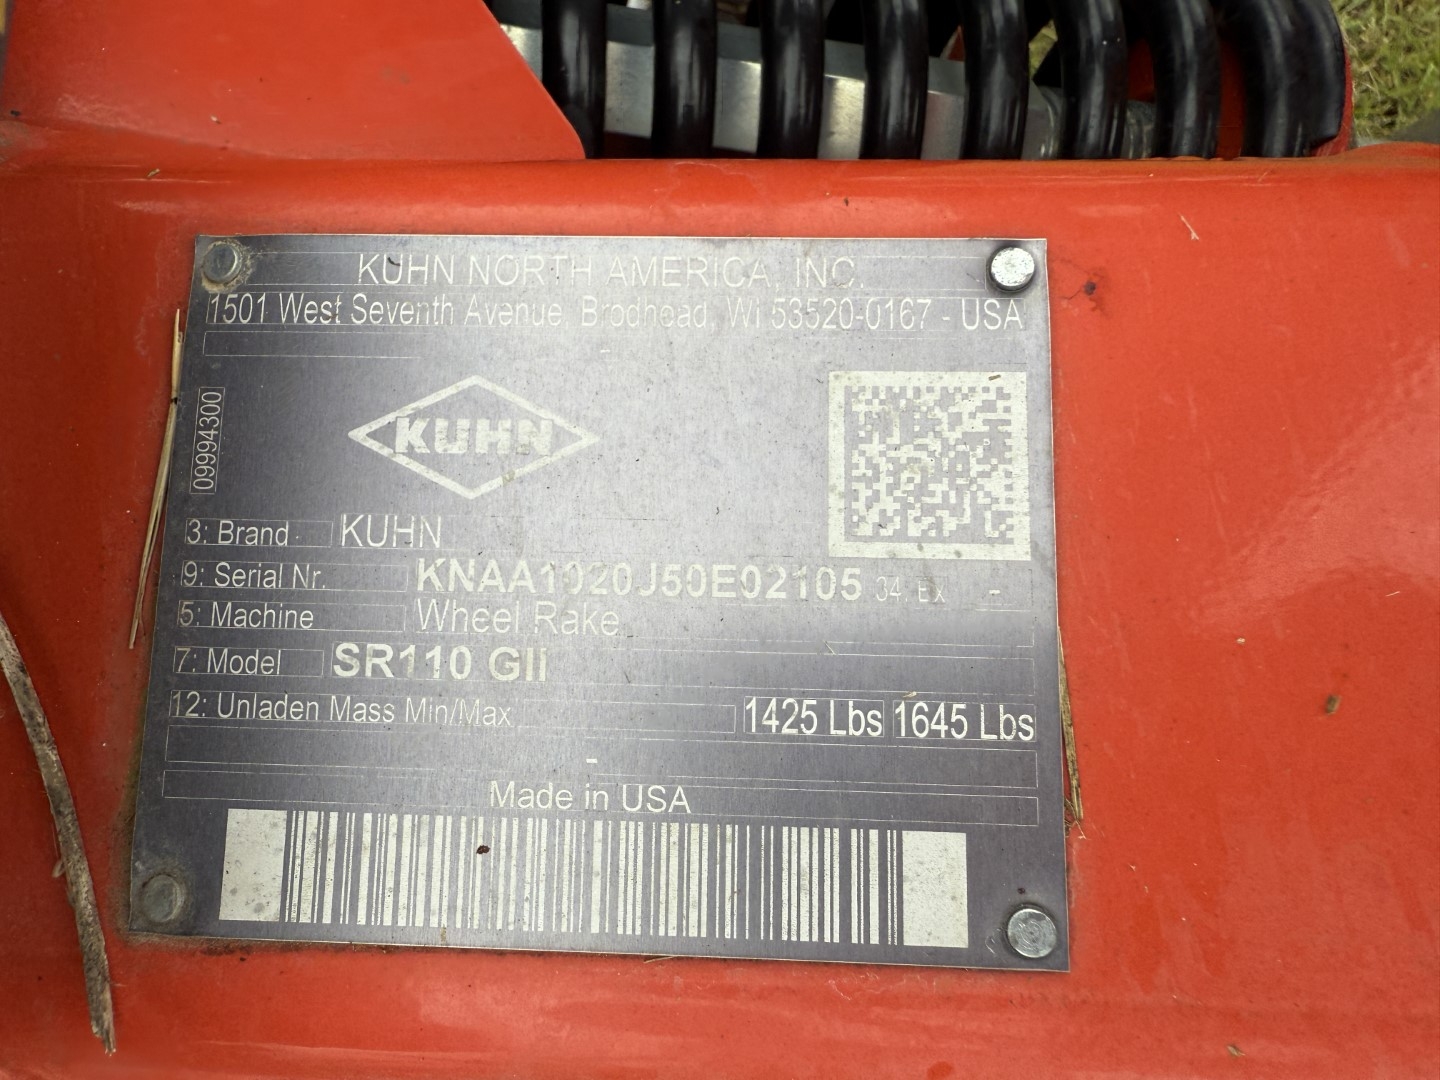 KUHN NORTH AMERICA, INC.
1501 West Seventh Avenue, Brodhead, WI 53520-0167 - USA
09994300
KUHN
3: Brand KUHN
9: Serial Nr. KNAA1020J50E02105 34: EX -
5: Machine Wheel Rake
7: Model SR110 GII
12: Unladen Mass Min/Max 1425 Lbs 1645 Lbs
-
Made in USA